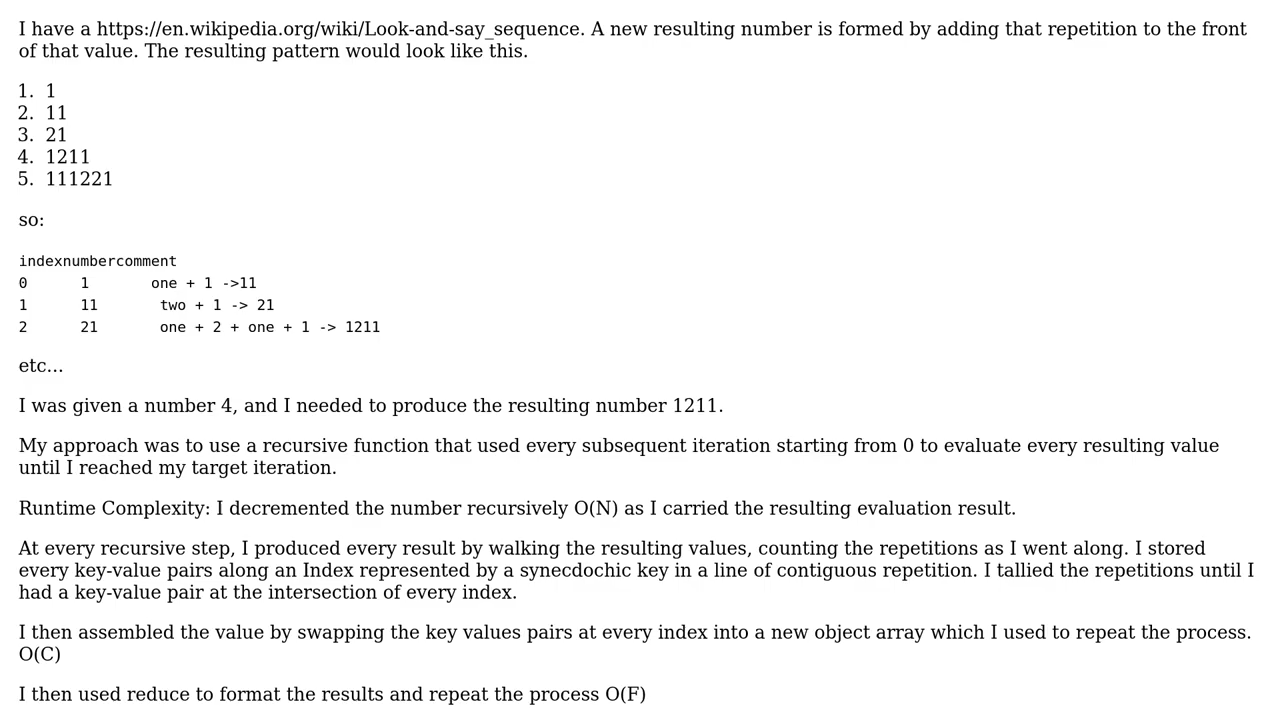 I have a https://en.wikipedia.org/wiki/Look-and-say_sequence. A new resulting number is formed by adding that repetition to the front
of that value. The resulting pattern would look like this.
1. 1
2. 11
3. 21
4. 1211
5. 111221
so:
indexnumbercomment
0      1       one + 1 ->11
1      11       two + 1 -> 21
2      21       one + 2 + one + 1 -> 1211
etc...
I was given a number 4, and I needed to produce the resulting number 1211.
My approach was to use a recursive function that used every subsequent iteration starting from 0 to evaluate every resulting value
until I reached my target iteration.
Runtime Complexity: I decremented the number recursively O(N) as I carried the resulting evaluation result.
At every recursive step, I produced every result by walking the resulting values, counting the repetitions as I went along. I stored
every key-value pairs along an Index represented by a synecdochic key in a line of contiguous repetition. I tallied the repetitions until I
had a key-value pair at the intersection of every index.
I then assembled the value by swapping the key values pairs at every index into a new object array which I used to repeat the process.
O(C)
I then used reduce to format the results and repeat the process O(F)